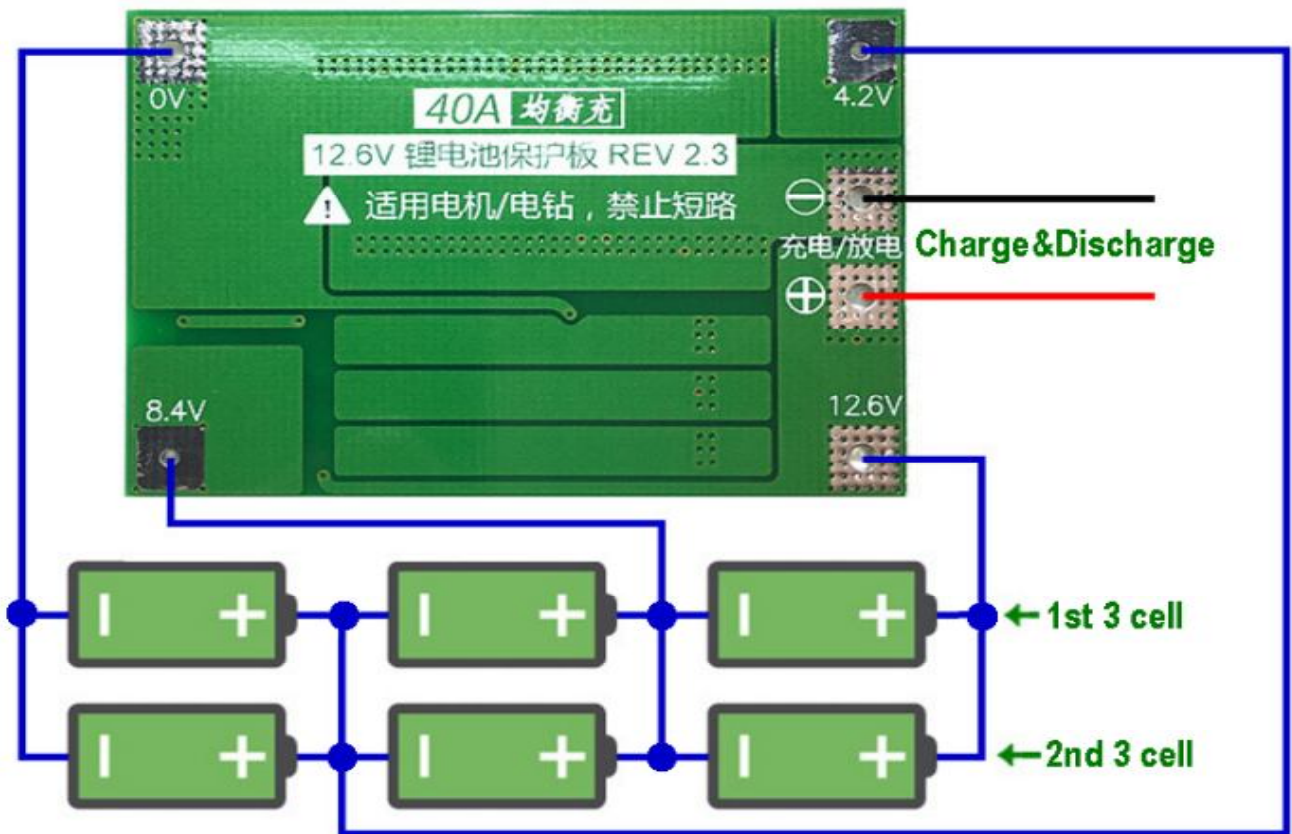 0V
4.2V
40A 均衡充
12.6V 锂电池保护板 REV 2.3
! 适用电机/电钻，禁止短路
充电/放电
Charge&Discharge
8.4V
12.6V
1st 3 cell
2nd 3 cell